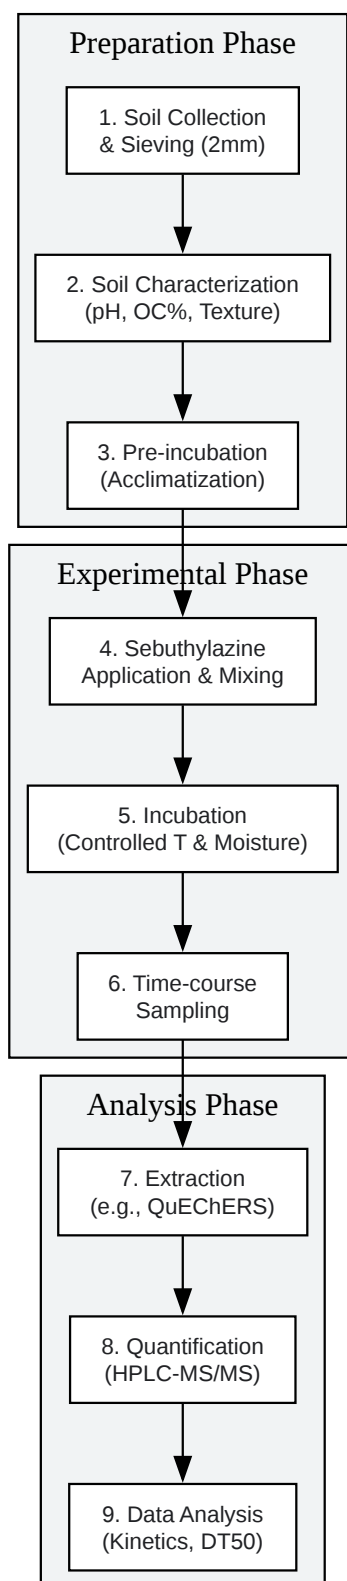 Preparation Phase
1. Soil Collection
& Sieving (2mm)
2. Soil Characterization
(pH, OC%, Texture)
3. Pre-incubation
(Acclimatization)
Experimental Phase
4. Sebuthylazine
Application & Mixing
5. Incubation
(Controlled T & Moisture)
6. Time-course
Sampling
Analysis Phase
7. Extraction
(e.g., QuEChERS)
8. Quantification
(HPLC-MS/MS)
9. Data Analysis
(Kinetics, DT50)